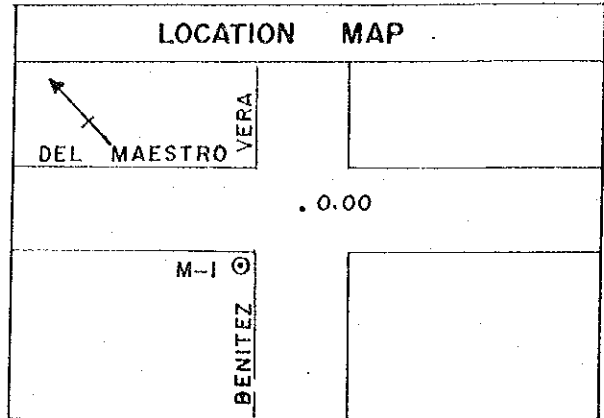 LOCATION MAP
VERA
DEL MAESTRO
. 0.00
M-1
BENITEZ